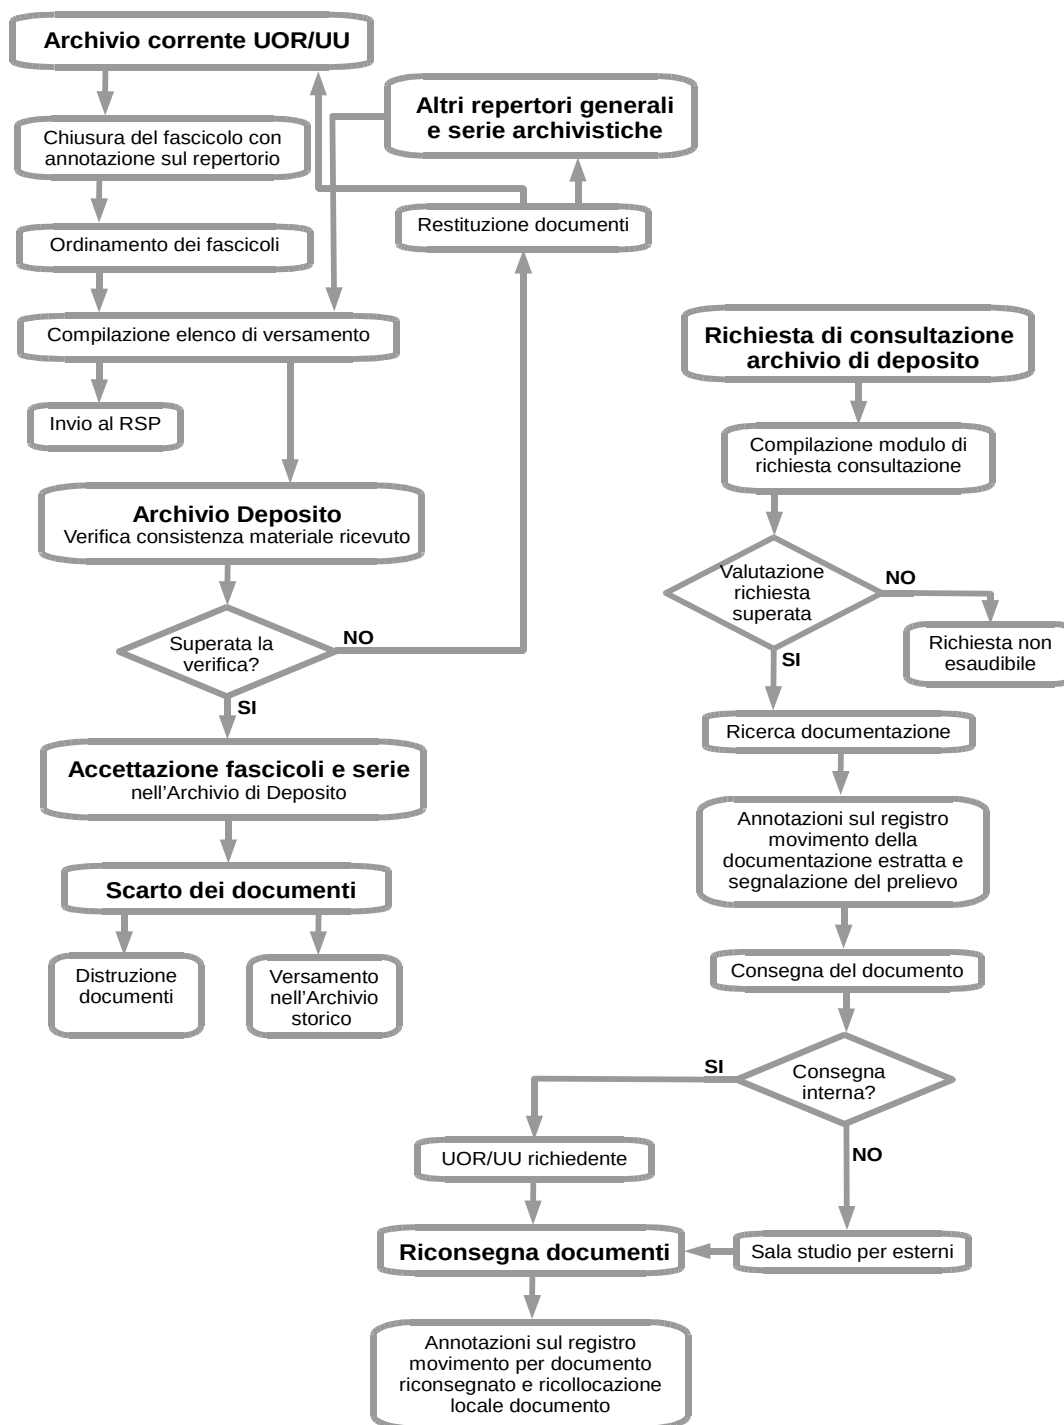 Archivio corrente UOR/UU
Altri repertori generali
e serie archivistiche
Chiusura del fascicolo con
annotazione sul repertorio
Restituzione documenti
Ordinamento dei fascicoli
Compilazione elenco di versamento
Invio al RSP
Archivio Deposito
Verifica consistenza materiale ricevuto
Superata la
verifica?
NO
SI
Accettazione fascicoli e serie
nell'Archivio di Deposito
Scarto dei documenti
Distruzione
documenti
Versamento
nell'Archivio
storico
Richiesta di consultazione
archivio di deposito
Compilazione modulo di
richiesta consultazione
Valutazione
richiesta
superata
NO
Richiesta non
esaudibile
SI
Ricerca documentazione
Annotazioni sul registro
movimento della
documentazione estratta e
segnalazione del prelievo
Consegna del documento
Consegna
interna?
SI
NO
UOR/UU richiedente
Sala studio per esterni
Riconsegna documenti
Annotazioni sul registro
movimento per documento
riconsegnato e ricollocazione
locale documento